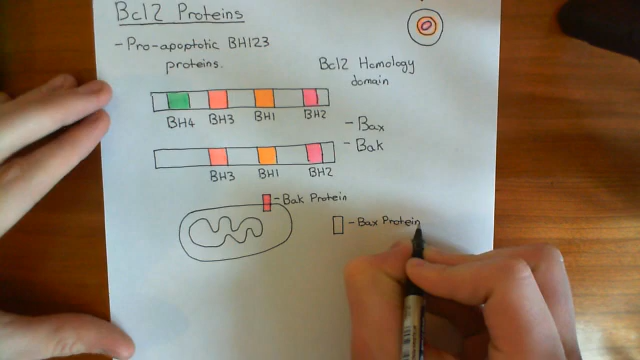 Bcl2 Proteins
- Pro-apoptotic BH123
proteins.
Bcl2 Homology
domain
BH4 BH3 BH1 BH2
- Bax
- Bak
BH3 BH1 BH2
- Bak Protein
- Bax Protein